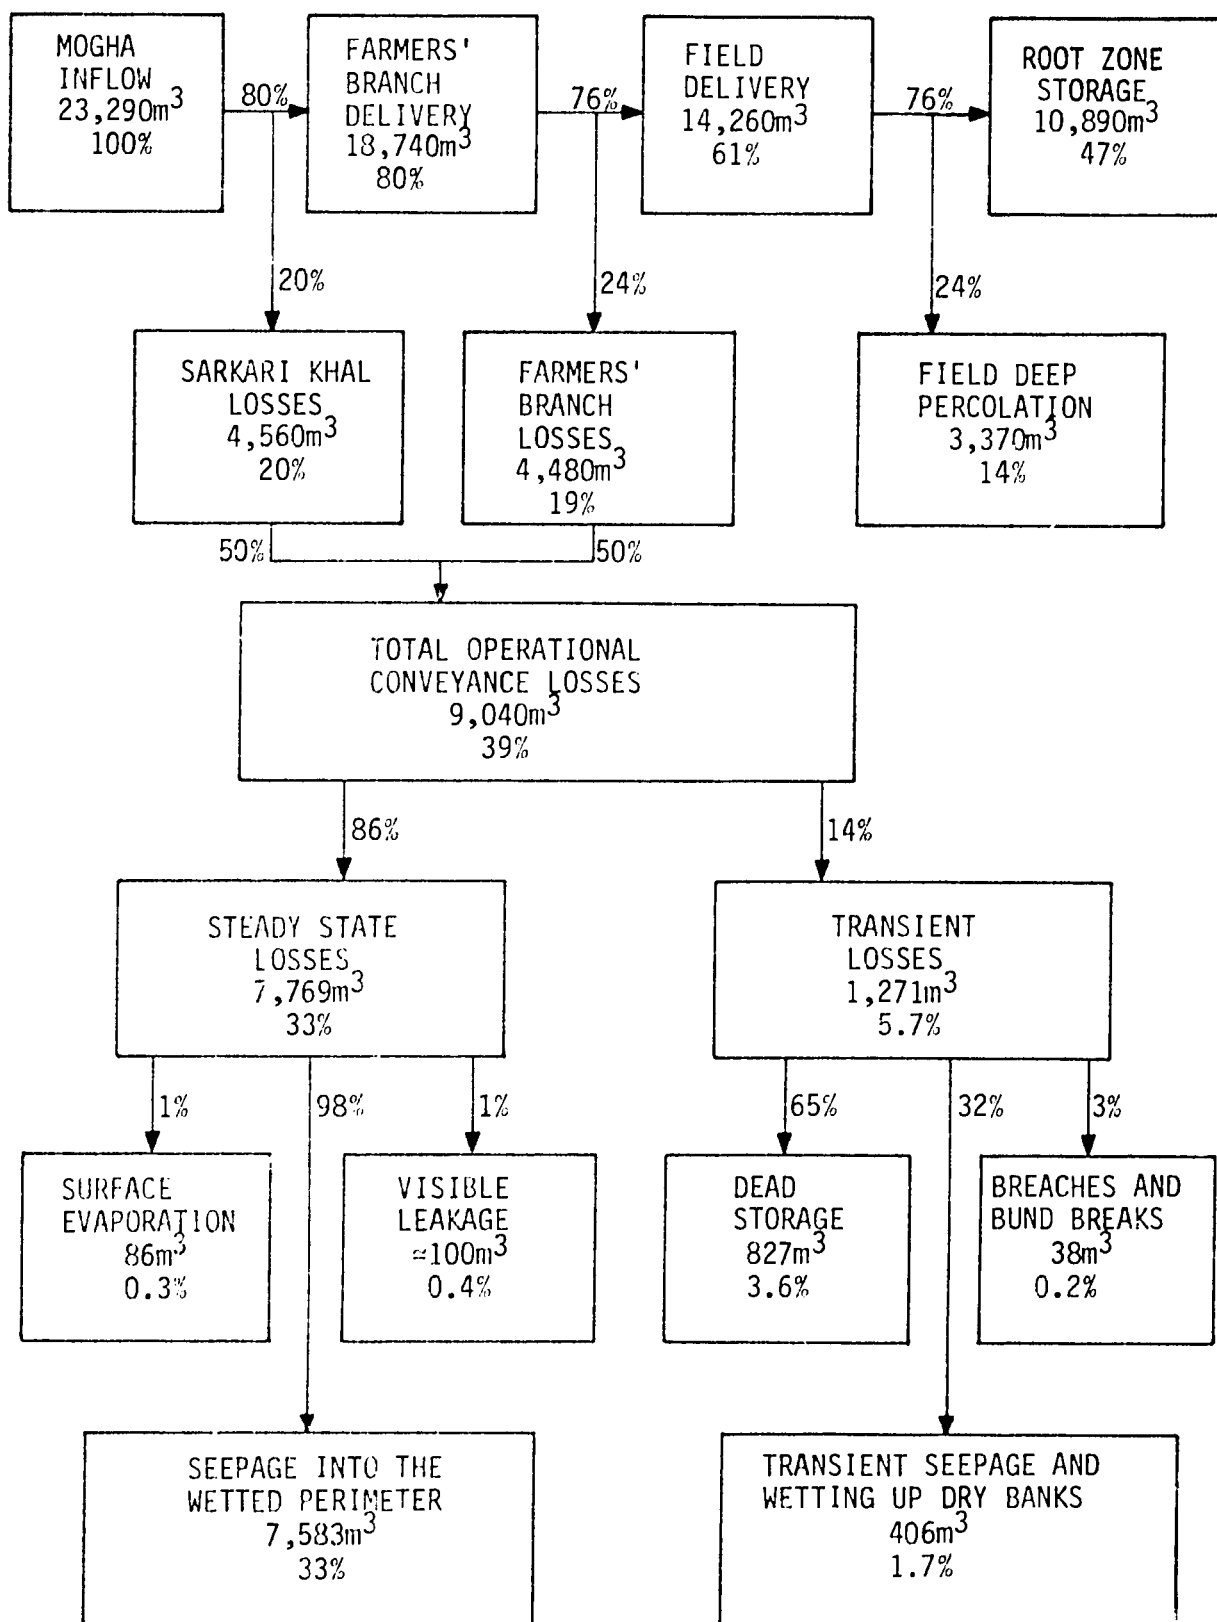 MOGHA
INFLOW
23,290m³
100%
80%
FARMERS'
BRANCH
DELIVERY
18,740m³
80%
76%
FIELD
DELIVERY
14,260m³
61%
76%
ROOT ZONE
STORAGE
10,890m³
47%
20%
24%
24%
SARKARI KHAL
LOSSES
4,560m³
20%
FARMERS'
BRANCH
LOSSES
4,480m³
19%
FIELD DEEP
PERCOLATION
3,370m³
14%
50%
50%
TOTAL OPERATIONAL
CONVEYANCE LOSSES
9,040m³
39%
86%
14%
STEADY STATE
LOSSES
7,769m³
33%
TRANSIENT
LOSSES
1,271m³
5.7%
1%
98%
1%
65%
32%
3%
SURFACE
EVAPORATION
86m³
0.3%
VISIBLE
LEAKAGE
≈100m³
0.4%
DEAD
STORAGE
827m³
3.6%
BREACHES AND
BUND BREAKS
38m³
0.2%
SEEPAGE INTO THE
WETTED PERIMETER
7,583m³
33%
TRANSIENT SEEPAGE AND
WETTING UP DRY BANKS
406m³
1.7%